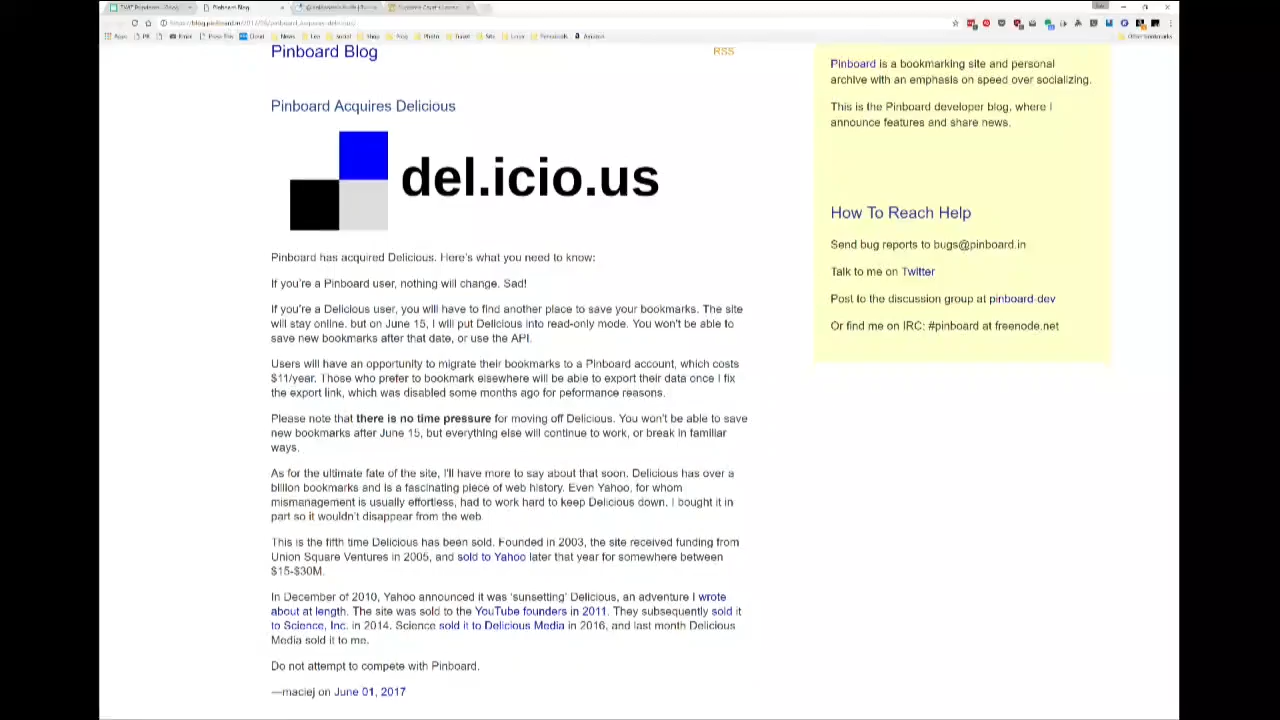 Pinboard Blog
https://blog.pinboard.in/2017/06/pinboard_acquires_delicious/
Apps
News
Social
Photo
Travel
Amazon
Other bookmarks
Pinboard Blog
RSS
Pinboard Acquires Delicious
del.icio.us
Pinboard has acquired Delicious. Here's what you need to know:
If you're a Pinboard user, nothing will change. Sad!
If you're a Delicious user, you will have to find another place to save your bookmarks. The site
will stay online. but on June 15, I will put Delicious into read-only mode. You won't be able to
save new bookmarks after that date, or use the API.
Users will have an opportunity to migrate their bookmarks to a Pinboard account, which costs
$11/year. Those who prefer to bookmark elsewhere will be able to export their data once I fix
the export link, which was disabled some months ago for peformance reasons.
Please note that there is no time pressure for moving off Delicious. You won't be able to save
new bookmarks after June 15, but everything else will continue to work, or break in familiar
ways.
As for the ultimate fate of the site, I'll have more to say about that soon. Delicious has over a
billion bookmarks and is a fascinating piece of web history. Even Yahoo, for whom
mismanagement is usually effortless, had to work hard to keep Delicious down. I bought it in
part so it wouldn't disappear from the web.
This is the fifth time Delicious has been sold. Founded in 2003, the site received funding from
Union Square Ventures in 2005, and sold to Yahoo later that year for somewhere between
$15-$30M.
In December of 2010, Yahoo announced it was 'sunsetting' Delicious, an adventure I wrote
about at length. The site was sold to the YouTube founders in 2011. They subsequently sold it
to Science, Inc. in 2014. Science sold it to Delicious Media in 2016, and last month Delicious
Media sold it to me.
Do not attempt to compete with Pinboard.
—maciej on June 01, 2017
Pinboard is a bookmarking site and personal
archive with an emphasis on speed over socializing.
This is the Pinboard developer blog, where I
announce features and share news.
How To Reach Help
Send bug reports to bugs@pinboard.in
Talk to me on Twitter
Post to the discussion group at pinboard-dev
Or find me on IRC: #pinboard at freenode.net